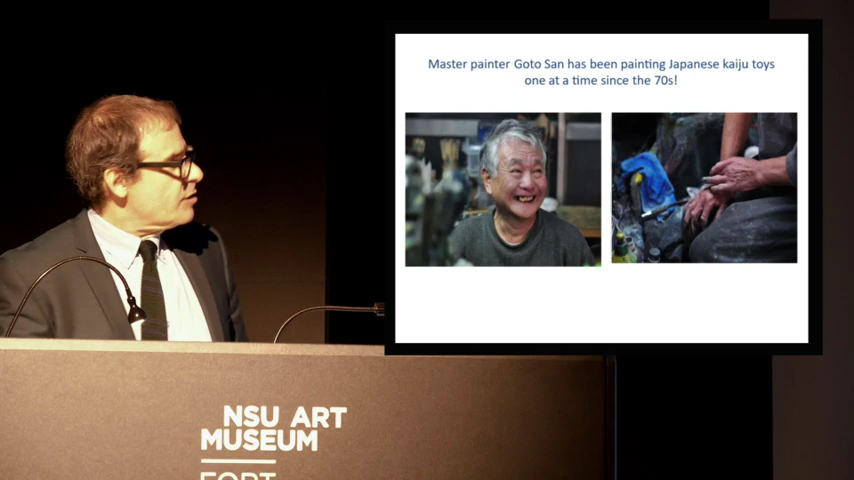 Master painter Goto San has been painting Japanese kaiju toys
one at a time since the 70s!
NSU ART
MUSEUM
FORT